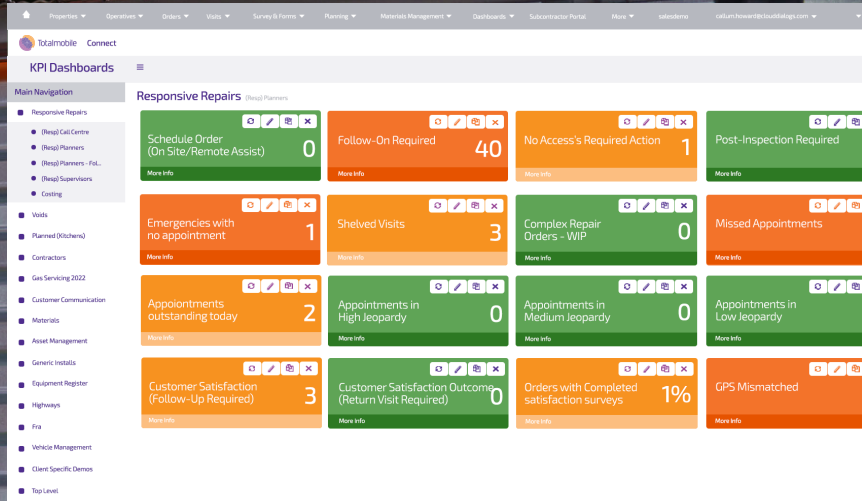 Properties
Operatives
Orders
Visits
Survey & Forms
Planning
Materials Management
Dashboards
Subcontractor Portal
More
salesdemo
callum.howard@clouddialogs.com
Totalmobile Connect
KPI Dashboards
Main Navigation
Responsive Repairs
(Resp) Call Centre
(Resp) Planners
(Resp) Planners - Fol...
(Resp) Supervisors
Costing
Voids
Planned (Kitchens)
Contractors
Gas Servicing 2022
Customer Communication
Materials
Asset Management
Generic Installs
Equipment Register
Highways
Fra
Vehicle Management
Client Specific Demos
Top Level
Responsive Repairs (Resp) Planners
Schedule Order
(On Site/Remote Assist)
0
More Info
Follow-On Required
40
More Info
No Access's Required Action
1
More Info
Post-Inspection Required
More Info
Emergencies with
no appointment
1
More Info
Shelved Visits
3
More Info
Complex Repair
Orders - WIP
0
More Info
Missed Appointments
More Info
Appoiontments
outstanding today
2
More Info
Appointments in
High Jeopardy
0
More Info
Appointments in
Medium Jeopardy
0
More Info
Appointments in
Low Jeopardy
More Info
Customer Satisfaction
(Follow-Up Required)
3
More Info
Customer Satisfaction Outcome
(Return Visit Required)
0
More Info
Orders with Completed
satisfaction surveys
1%
More Info
GPS Mismatched
More Info